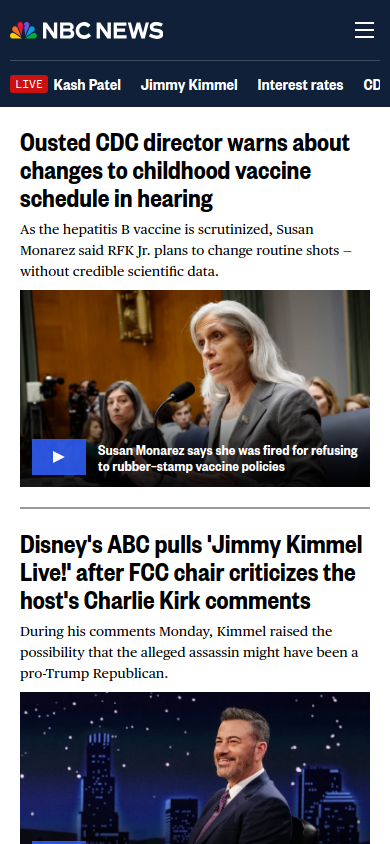 NBC NEWS
LIVE Kash Patel Jimmy Kimmel Interest rates CD
Ousted CDC director warns about
changes to childhood vaccine
schedule in hearing
As the hepatitis B vaccine is scrutinized, Susan
Monarez said RFK Jr. plans to change routine shots —
without credible scientific data.
Susan Monarez says she was fired for refusing
to rubber-stamp vaccine policies
Disney's ABC pulls 'Jimmy Kimmel
Live!' after FCC chair criticizes the
host's Charlie Kirk comments
During his comments Monday, Kimmel raised the
possibility that the alleged assassin might have been a
pro-Trump Republican.